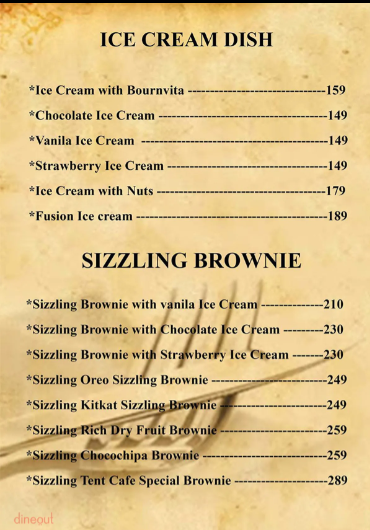 ICE CREAM DISH
*Ice Cream with Bournvita --------------------------------159
*Chocolate Ice Cream ---------------------------------------149
*Vanila Ice Cream -------------------------------------------149
*Strawberry Ice Cream -------------------------------------149
*Ice Cream with Nuts ---------------------------------------179
*Fusion Ice cream --------------------------------------------189
SIZZLING BROWNIE
*Sizzling Brownie with vanila Ice Cream --------------210
*Sizzling Brownie with Chocolate Ice Cream ---------230
*Sizzling Brownie with Strawberry Ice Cream -------230
*Sizzling Oreo Sizzling Brownie ---------------------------249
*Sizzling Kitkat Sizzling Brownie -------------------------249
*Sizzling Rich Dry Fruit Brownie -------------------------259
*Sizzling Chocochipa Brownie -----------------------------259
*Sizzling Tent Cafe Special Brownie ----------------------289
dineout